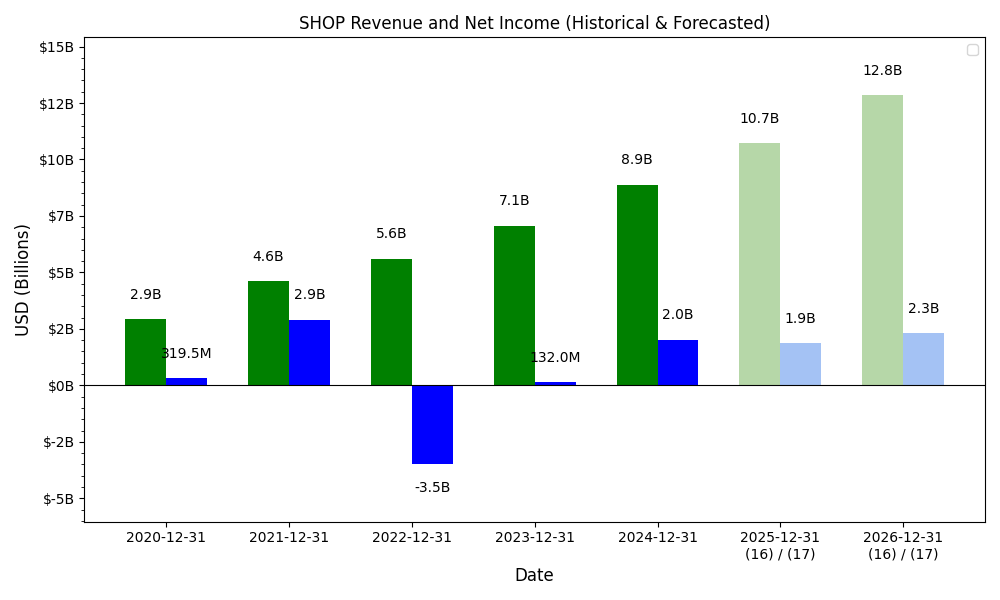 SHOP Revenue and Net Income (Historical & Forecasted)
USD (Billions)
$15B
$12B
$10B
$7B
$5B
$2B
$0B
$-2B
$-5B
2.9B
319.5M
4.6B
2.9B
5.6B
-3.5B
7.1B
132.0M
8.9B
2.0B
10.7B
1.9B
12.8B
2.3B
2020-12-31
2021-12-31
2022-12-31
2023-12-31
2024-12-31
2025-12-31
(16) / (17)
2026-12-31
(16) / (17)
Date